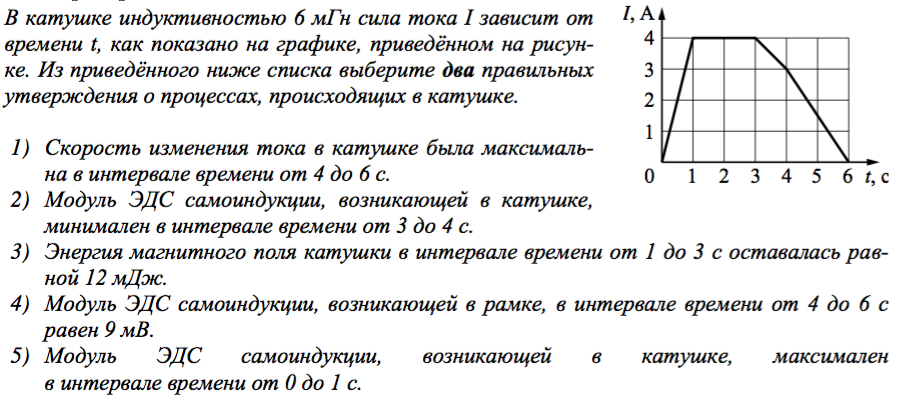 В катушке индуктивностью 6 мГн сила тока I зависит от
времени t, как показано на графике, приведённом на рисун-
ке. Из приведённого ниже списка выберите два правильных
утверждения о процессах, происходящих в катушке.
I, А
4
3
2
1
0 1 2 3 4 5 6 t, с
1) Скорость изменения тока в катушке была максималь-
на в интервале времени от 4 до 6 с.
2) Модуль ЭДС самоиндукции, возникающей в катушке,
минимален в интервале времени от 3 до 4 с.
3) Энергия магнитного поля катушки в интервале времени от 1 до 3 с оставалась рав-
ной 12 мДж.
4) Модуль ЭДС самоиндукции, возникающей в рамке, в интервале времени от 4 до 6 с
равен 9 мВ.
5) Модуль ЭДС самоиндукции, возникающей в катушке, максимален
в интервале времени от 0 до 1 с.